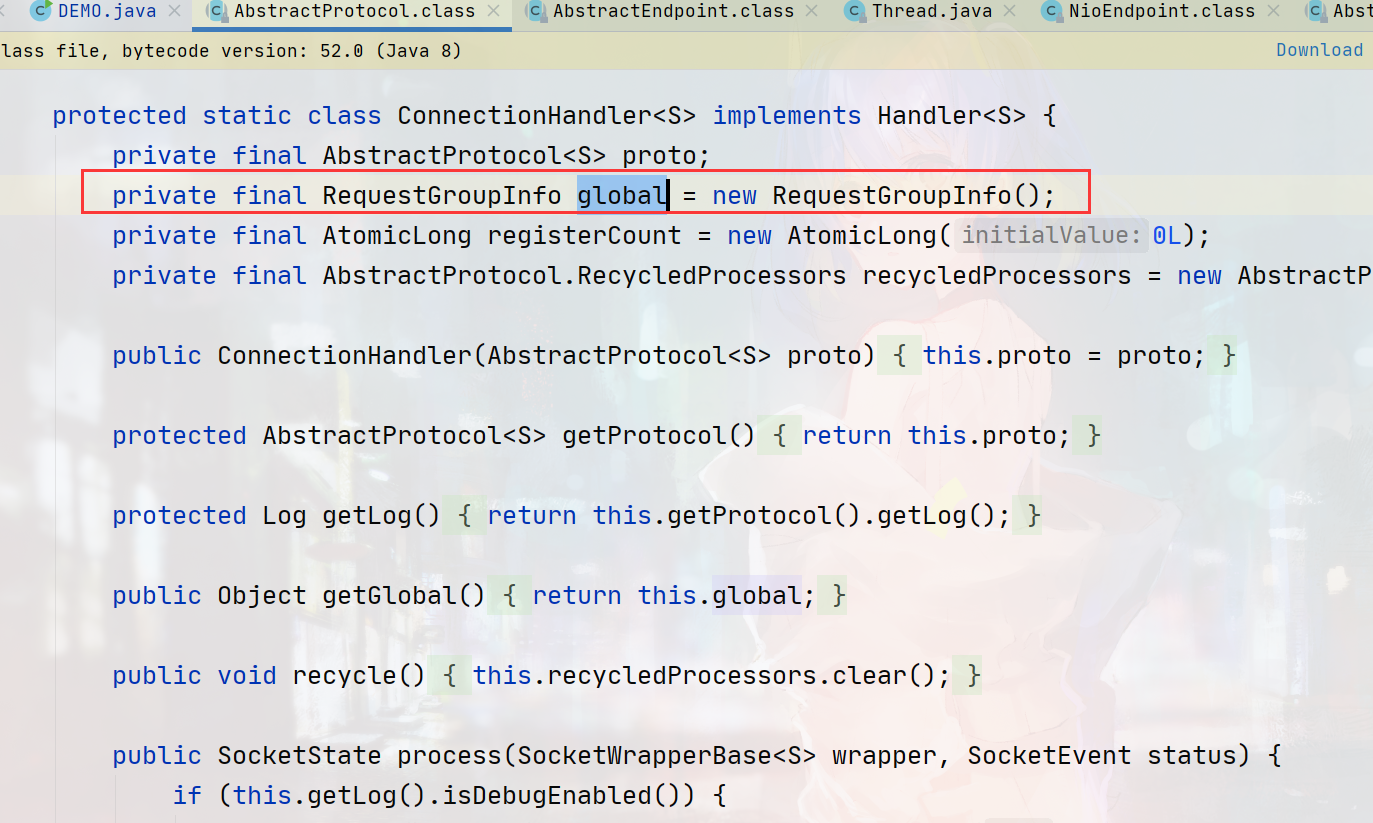 DEMO.java AbstractProtocol.class AbstractEndpoint.class Thread.java NioEndpoint.class Abst
lass file, bytecode version: 52.0 (Java 8) Download
protected static class ConnectionHandler<S> implements Handler<S> {
private final AbstractProtocol<S> proto;
private final RequestGroupInfo global = new RequestGroupInfo();
private final AtomicLong registerCount = new AtomicLong( initialValue: 0L);
private final AbstractProtocol.RecycledProcessors recycledProcessors = new AbstractP
public ConnectionHandler(AbstractProtocol<S> proto) { this.proto = proto; }
protected AbstractProtocol<S> getProtocol() { return this.proto; }
protected Log getLog() { return this.getProtocol().getLog(); }
public Object getGlobal() { return this.global; }
public void recycle() { this.recycledProcessors.clear(); }
public SocketState process(SocketWrapperBase<S> wrapper, SocketEvent status) {
if (this.getLog().isDebugEnabled()) {